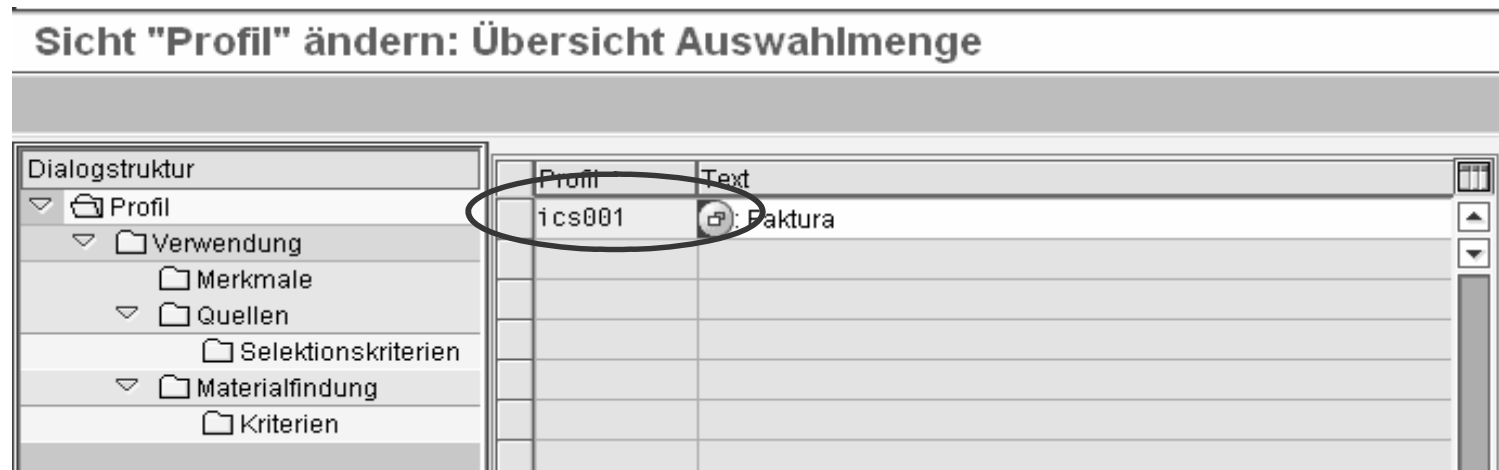 Sicht "Profil" ändern: Übersicht Auswahlmenge
Dialogstruktur
Profil
Verwendung
Merkmale
Quellen
Selektionskriterien
Materialfindung
Kriterien
Profil Text
ics001 : Faktura